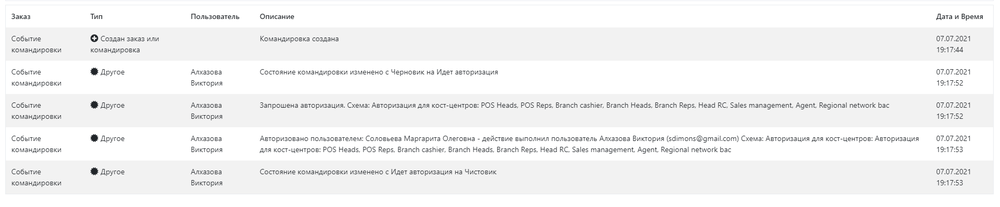 Заказ Тип Пользователь Описание Дата и Время
Событие Создан заказ или Командировка создана 07.07.2021
командировки командировка 19:17:44
Событие Другое Алхазова Состояние командировки изменено с Черновик на Идет авторизация 07.07.2021
командировки Виктория 19:17:52
Событие Другое Алхазова Запрошена авторизация. Схема: Авторизация для кост-центров: POS Heads, POS Reps, Branch cashier, Branch Heads, Branch Reps, Head RC, Sales management, Agent, Regional network bac 07.07.2021
командировки Виктория 19:17:52
Событие Другое Алхазова Авторизовано пользователем: Соловьева Маргарита Олеговна - действие выполнил пользователь Алхазова Виктория (sdimons@gmail.com) Схема: Авторизация для кост-центров: Авторизация 07.07.2021
командировки Виктория для кост-центров: POS Heads, POS Reps, Branch cashier, Branch Heads, Branch Reps, Head RC, Sales management, Agent, Regional network bac 19:17:53
Событие Другое Алхазова Состояние командировки изменено с Идет авторизация на Чистовик 07.07.2021
командировки Виктория 19:17:53